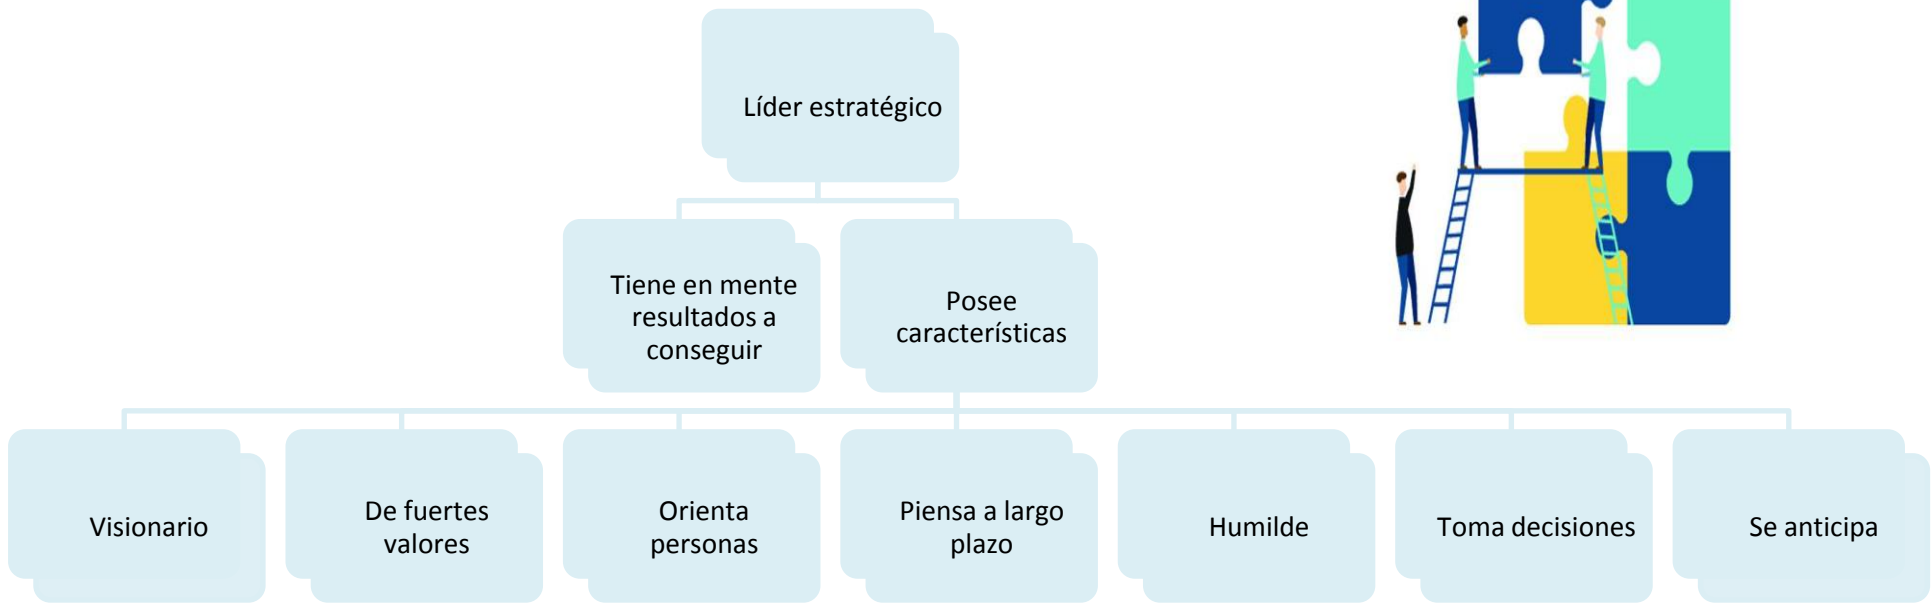 Líder estratégico
Tiene en mente
resultados a
conseguir
Posee
característícas
Visionario
De fuertes
valores
Orienta
personas
Piensa a largo
plazo
Humilde
Toma decisiones
Se anticipa